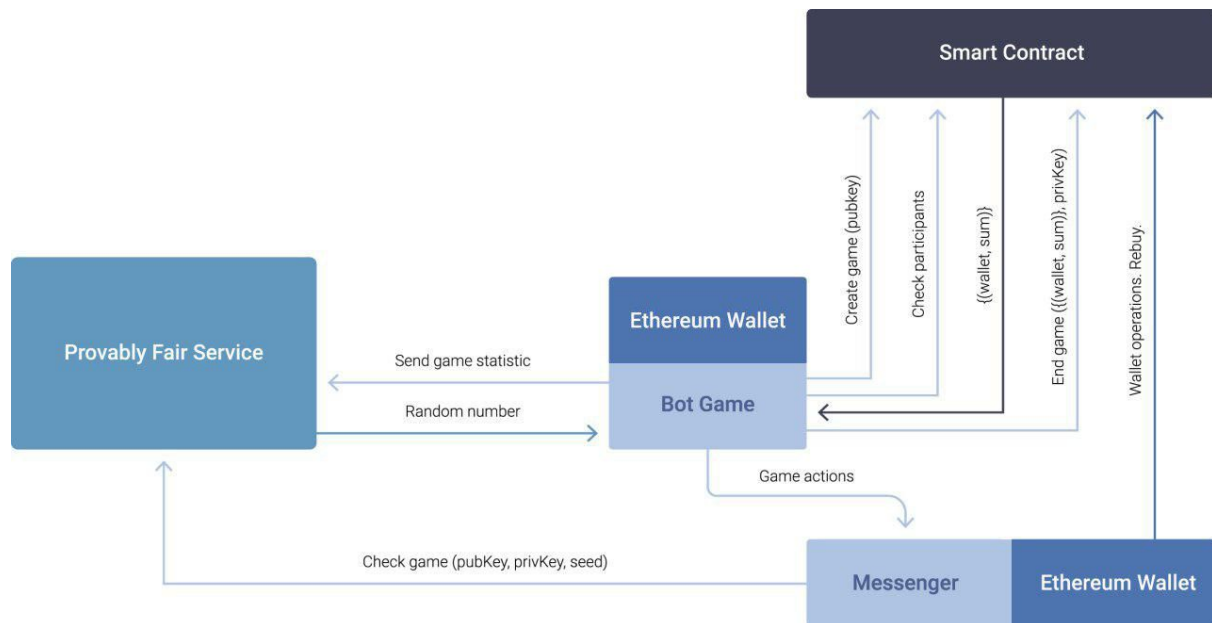 Smart Contract
Create game (pubkey)
Check participants
{(wallet, sum)}
End game ({(wallet, sum)}, privKey)
Wallet operations. Rebuy.
Provably Fair Service
Ethereum Wallet
Send game statistic
Bot Game
Random number
Game actions
Check game (pubKey, privKey, seed)
Messenger
Ethereum Wallet